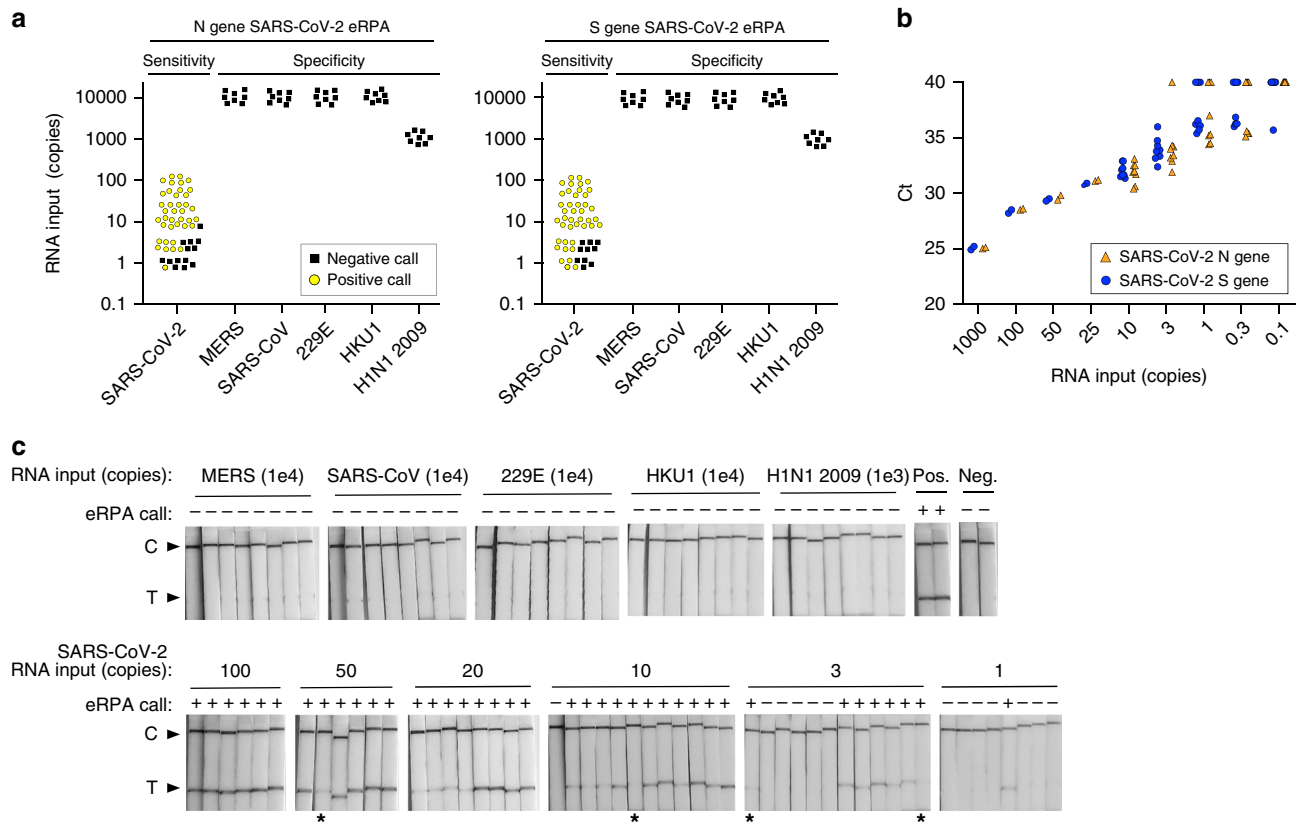 a
N gene SARS-CoV-2 eRPA
Sensitivity Specificity
RNA input (copies)
10000
1000
100
10
1
0.1
Negative call
Positive call
SARS-CoV-2 MERS SARS-CoV 229E HKU1 H1N1 2009
S gene SARS-CoV-2 eRPA
Sensitivity Specificity
10000
1000
100
10
1
0.1
SARS-CoV-2 MERS SARS-CoV 229E HKU1 H1N1 2009
b
Ct
40
35
30
25
20
SARS-CoV-2 N gene
SARS-CoV-2 S gene
1000 100 50 25 10 3 1 0.3 0.1
RNA input (copies)
c
RNA input (copies): MERS (1e4) SARS-CoV (1e4) 229E (1e4) HKU1 (1e4) H1N1 2009 (1e3) Pos. Neg.
eRPA call: – – – – – – – – – – – – – – – – – – – – – – – – – – – – – – – – – – – – – – – – + + – –
C
T
SARS-CoV-2
RNA input (copies): 100 50 20 10 3 1
eRPA call: + + + + + + + + + + + + + + + + + + + + – + + + + + + + + + + + + – – – – – + + + + + + – – – – + – – –
C
T
* * * *